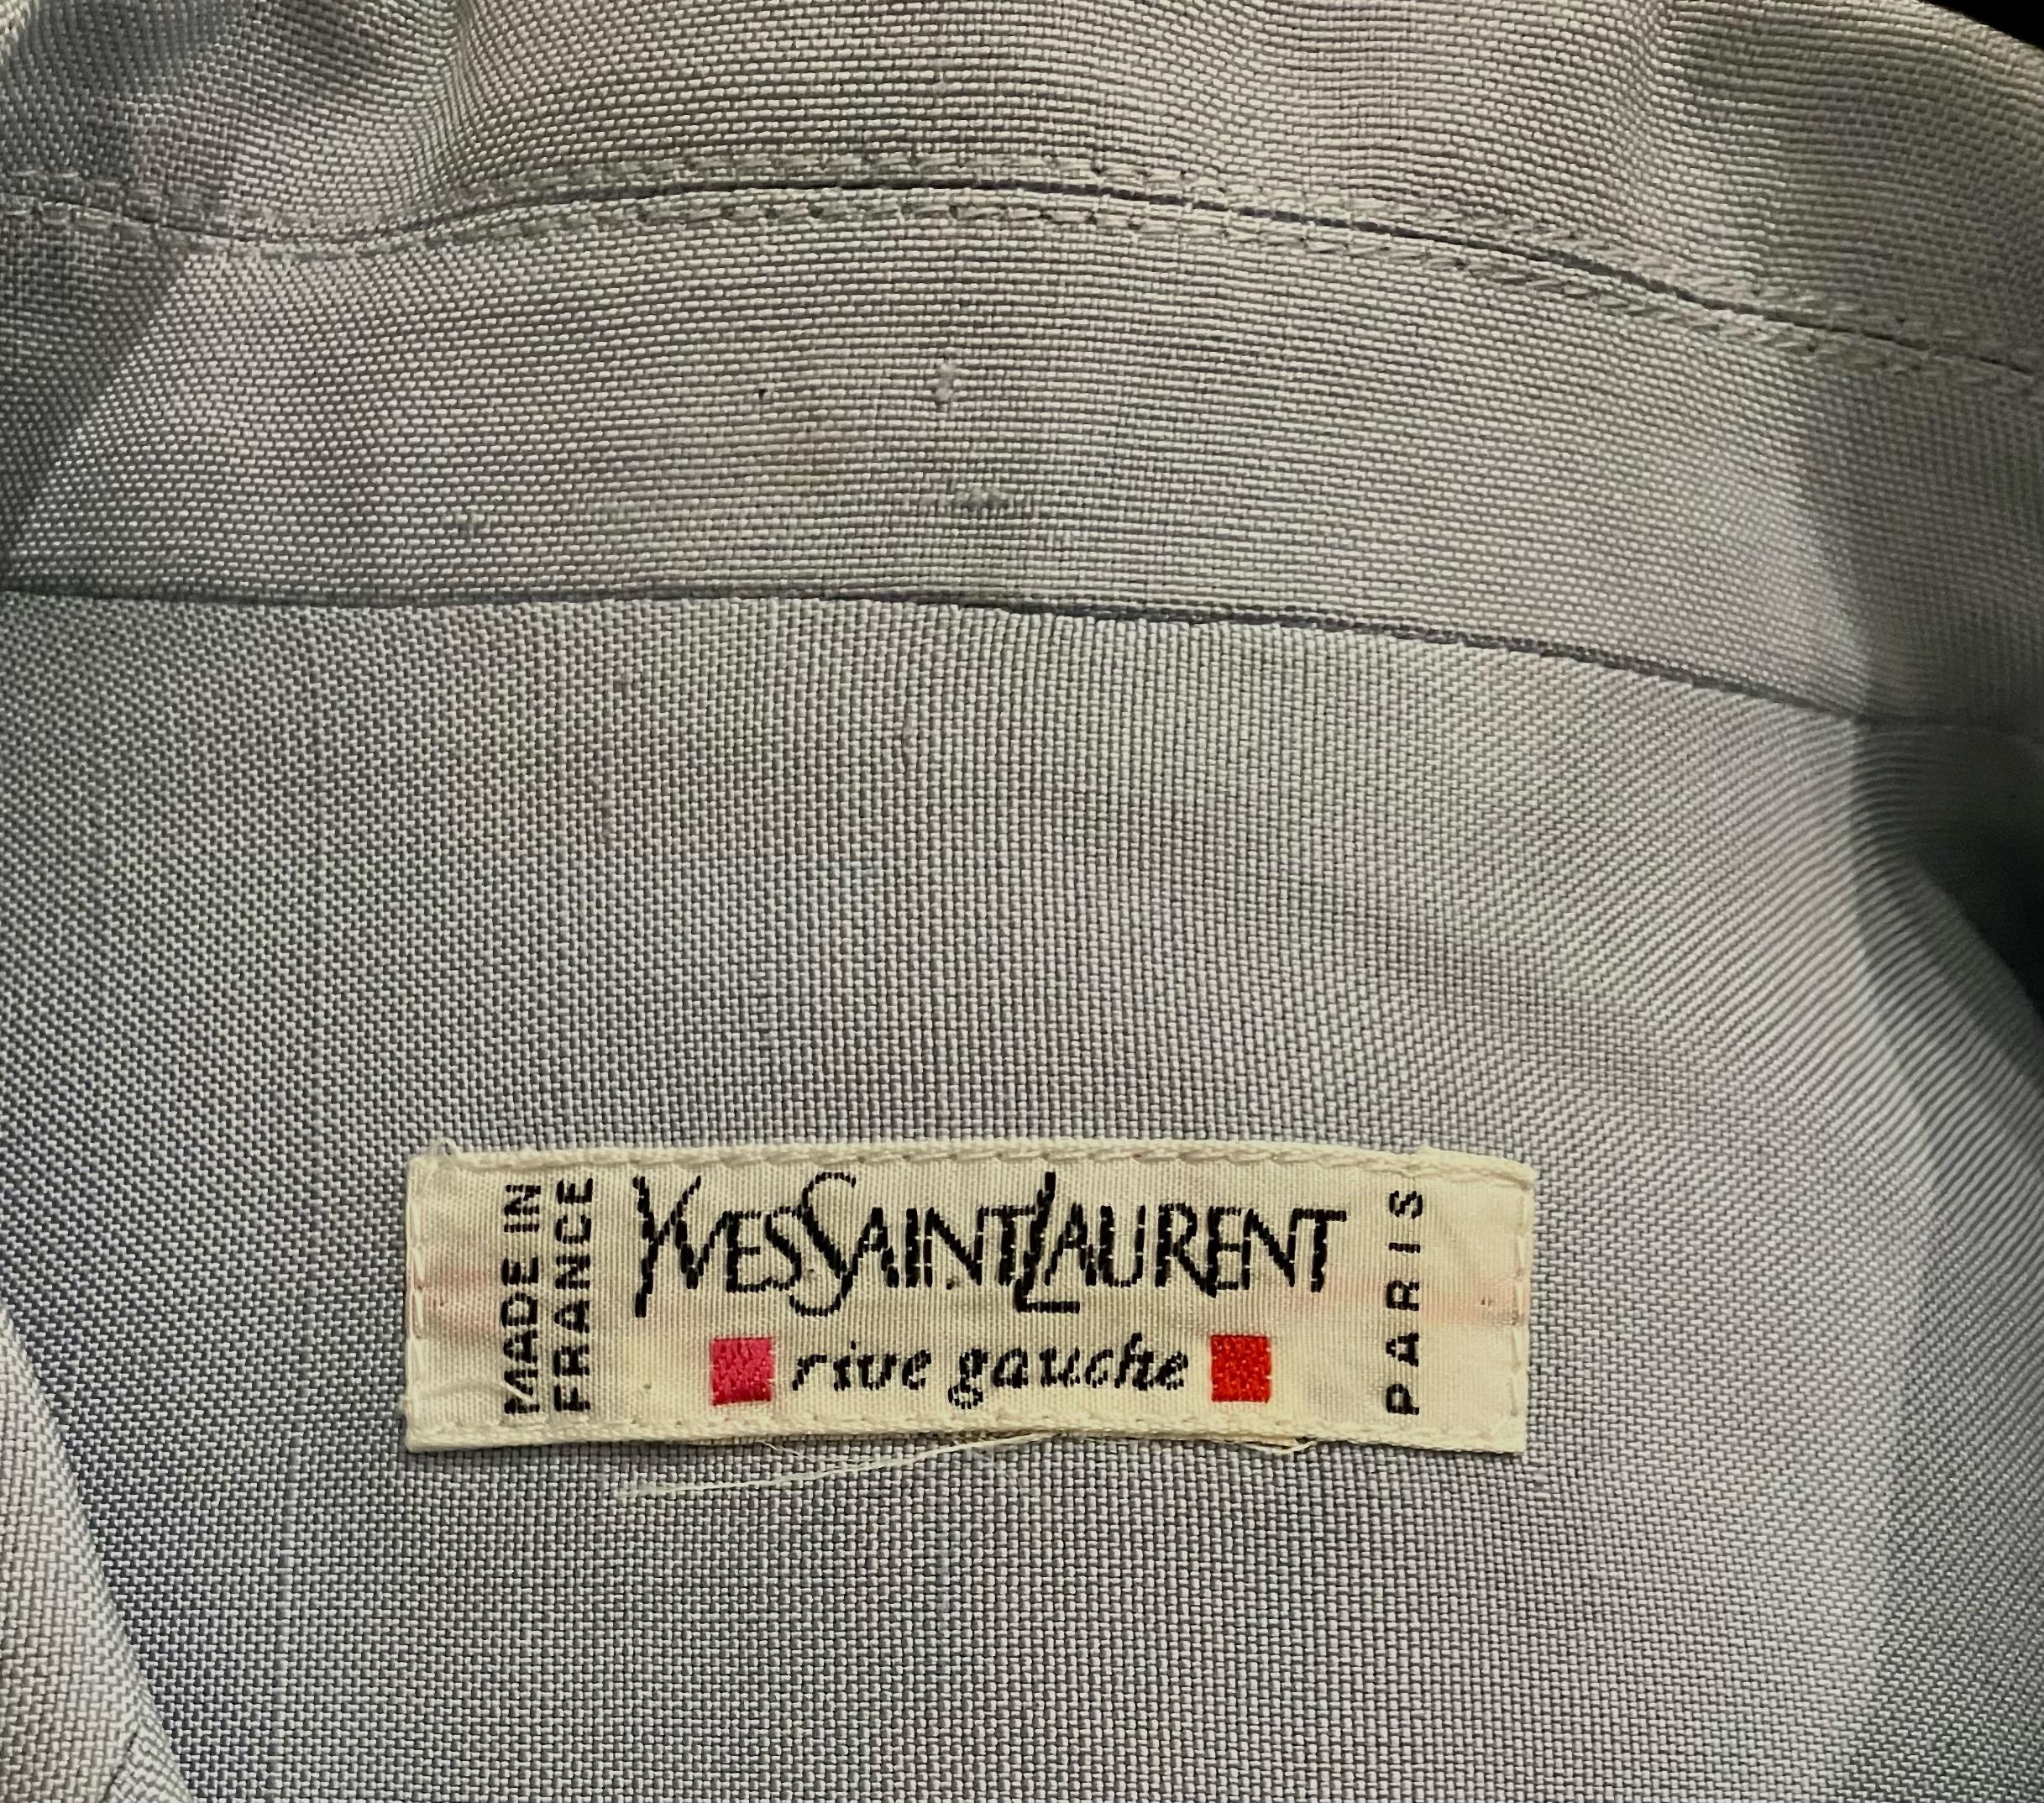 MADE IN
FRANCE
YVESSAINTLAURENT
rive gauche
PARIS